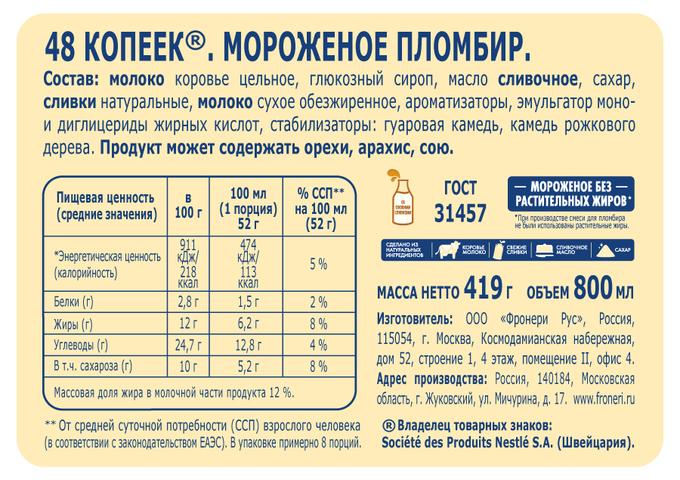 48 КОПЕЕК®. МОРОЖЕНОЕ ПЛОМБИР.
Состав: молоко коровье цельное, глюкозный сироп, масло сливочное, сахар,
сливки натуральные, молоко сухое обезжиренное, ароматизаторы, эмульгатор моно-
и диглицериды жирных кислот, стабилизаторы: гуаровая камедь, камедь рожкового
дерева. Продукт может содержать орехи, арахис, сою.
Пищевая ценность (средние значения) | в 100 г | 100 мл (1 порция) 52 г | % ССП** на 100 мл (52 г)
*Энергетическая ценность (калорийность) | 911 кДж/ 218 ккал | 474 кДж/ 113 ккал | 5 %
Белки (г) | 2,8 г | 1,5 г | 2 %
Жиры (г) | 12 г | 6,2 г | 8 %
Углеводы (г) | 24,7 г | 12,8 г | 4 %
В т.ч. сахароза (г) | 10 г | 5,2 г | 8 %
Массовая доля жира в молочной части продукта 12 %.
** От средней суточной потребности (ССП) взрослого человека
(в соответствии с законодательством ЕАЭС). В упаковке примерно 8 порций.
ГОСТ
31457
МОРОЖЕНОЕ БЕЗ
РАСТИТЕЛЬНЫХ ЖИРОВ*
*При производстве смеси для пломбира
не были использованы растительные жиры.
СДЕЛАНО ИЗ НАТУРАЛЬНЫХ ИНГРЕДИЕНТОВ
КОРОВЬЕ МОЛОКО
СВЕЖИЕ СЛИВКИ
СЛИВОЧНОЕ МАСЛО
САХАР
МАССА НЕТТО 419 г ОБЪЕМ 800 МЛ
Изготовитель: ООО «Фронери Рус», Россия,
115054, г. Москва, Космодамианская набережная,
дом 52, строение 1, 4 этаж, помещение II, офис 4.
Адрес производства: Россия, 140184, Московская
область, г. Жуковский, ул. Мичурина, д. 17. www.froneri.ru
® Владелец товарных знаков:
Société des Produits Nestlé S.A. (Швейцария).